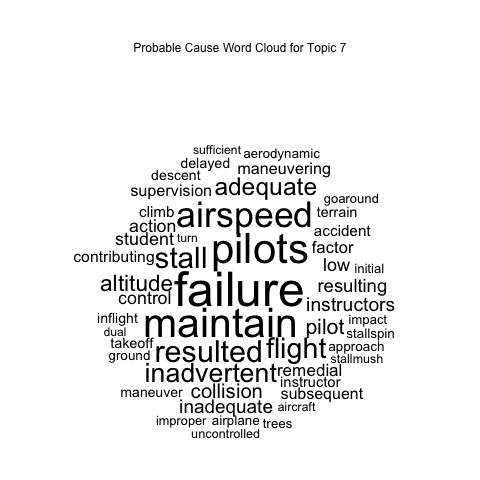 Probable Cause Word Cloud for Topic 7
sufficient aerodynamic
delayed maneuvering
descent
supervision adequate
goaround
climb airspeed terrain
action accident
student turn pilots factor
contributing stall low initial
altitude failure resulting
control instructors
inflight maintain pilot impact
dual stallspin
takeoff resulted flight approach
ground stallmush
inadvertent remedial
instructor
maneuver collision subsequent
inadequate aircraft
improper airplane trees
uncontrolled